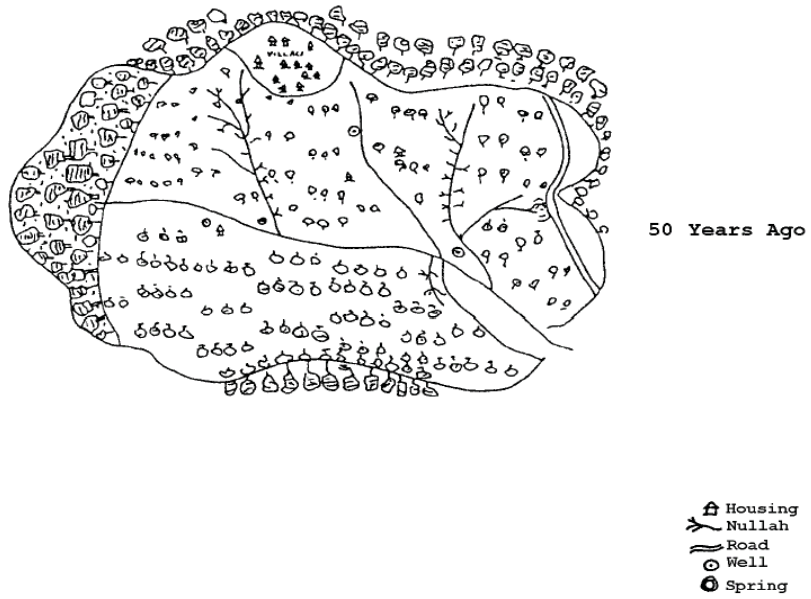 VILLAGE
50 Years Ago
Housing
Nullah
Road
Well
Spring